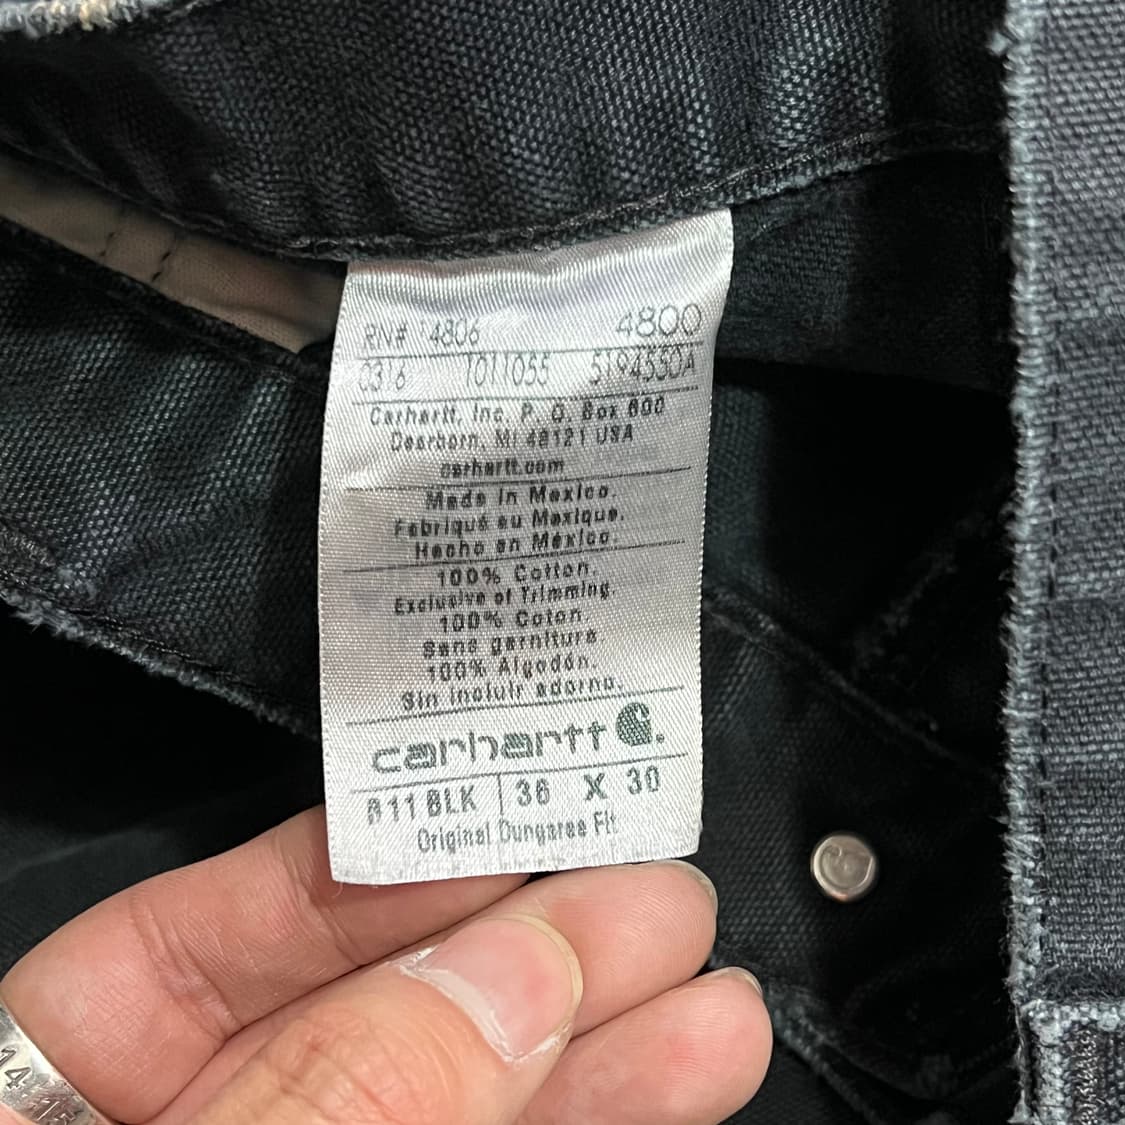 RN# 14806 4800
0316 1011055 5194550A
Carhartt, Inc. P. O. Box 600
Dearborn, MI 48121 USA
carhartt.com
Made in Mexico.
Fabriqué au Mexique.
Hecho en México.
100% Cotton.
Exclusive of Trimming.
100% Coton.
Sans garniture.
100% Algodón.
Sin incluir adorno.
carhartt
B11 BLK 36 X 30
Original Dungaree Fit
14